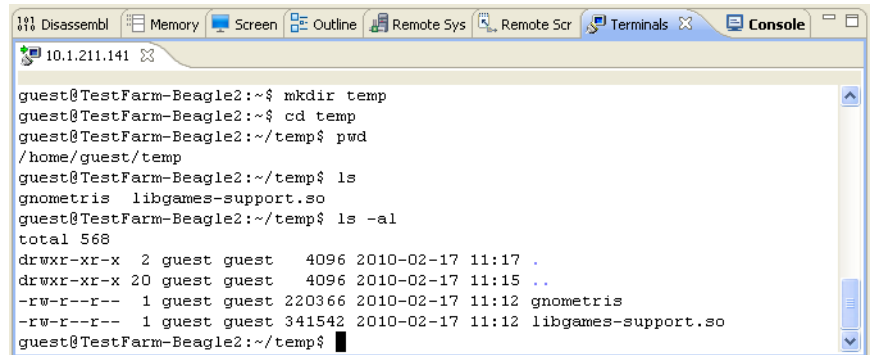 Disassembl Memory Screen Outline Remote Sys Remote Scr Terminals Console
10.1.211.141
guest@TestFarm-Beagle2:~$ mkdir temp
guest@TestFarm-Beagle2:~$ cd temp
guest@TestFarm-Beagle2:~/temp$ pwd
/home/guest/temp
guest@TestFarm-Beagle2:~/temp$ ls
gnometris  libgames-support.so
guest@TestFarm-Beagle2:~/temp$ ls -al
total 568
drwxr-xr-x  2 guest guest   4096 2010-02-17 11:17 .
drwxr-xr-x 20 guest guest   4096 2010-02-17 11:15 ..
-rw-r--r--  1 guest guest 220366 2010-02-17 11:12 gnometris
-rw-r--r--  1 guest guest 341542 2010-02-17 11:12 libgames-support.so
guest@TestFarm-Beagle2:~/temp$